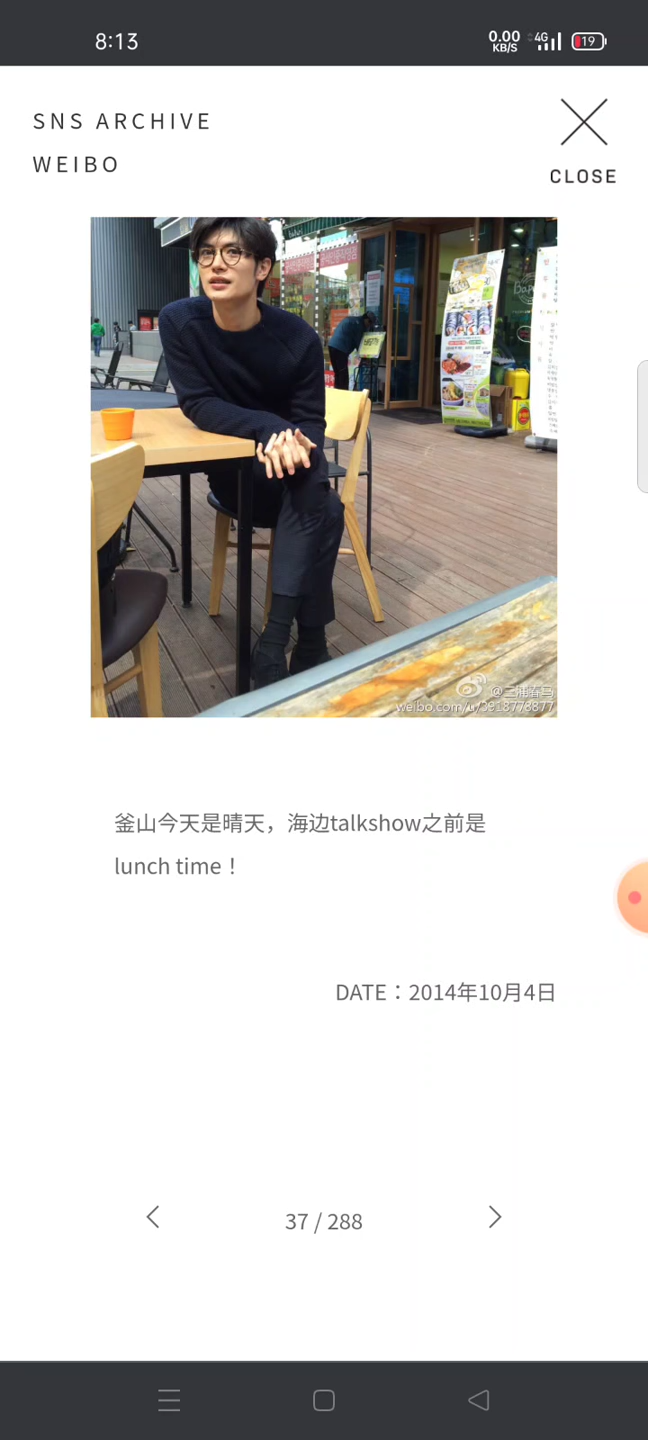 8:13
0.00
KB/S
4G
19
SNS ARCHIVE
WEIBO
CLOSE
@三浦春马
weibo.com/u/3918778877
釜山今天是晴天，海边talkshow之前是
lunch time！
DATE：2014年10月4日
37 / 288